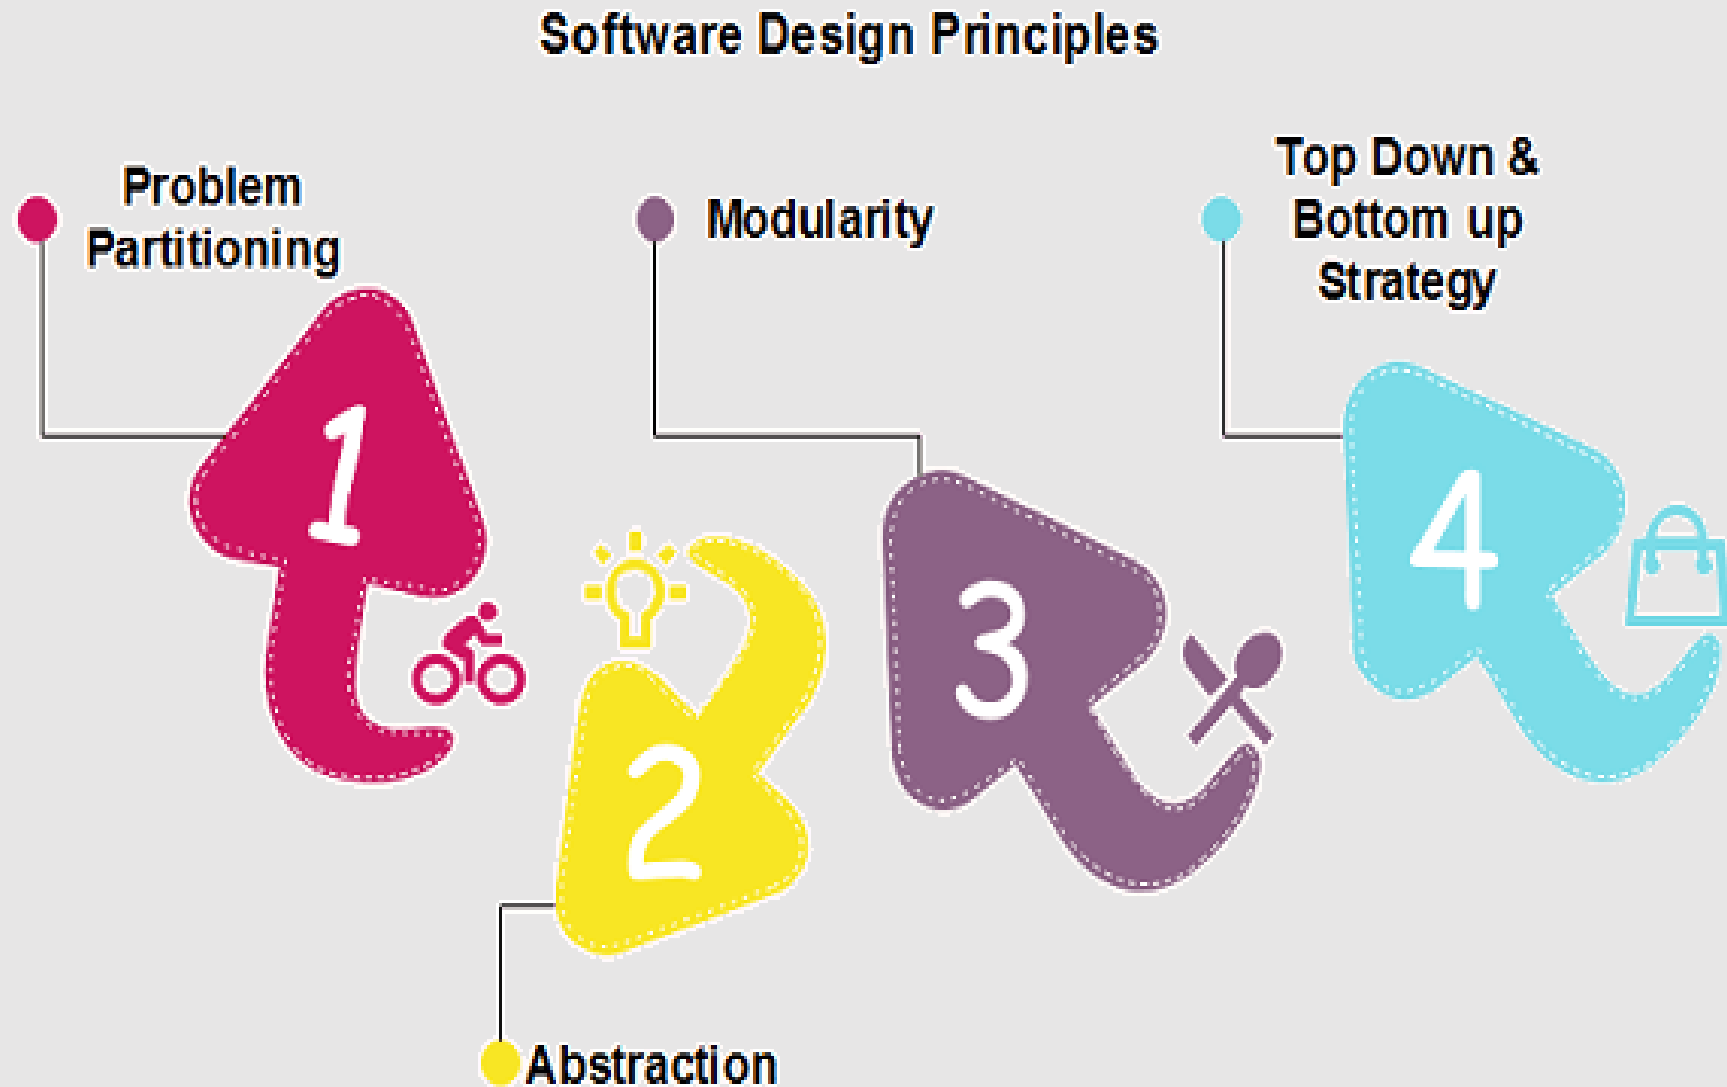 Software Design Principles
Problem
Partitioning
Modularity
Top Down &
Bottom up
Strategy
1
2
3
4
Abstraction